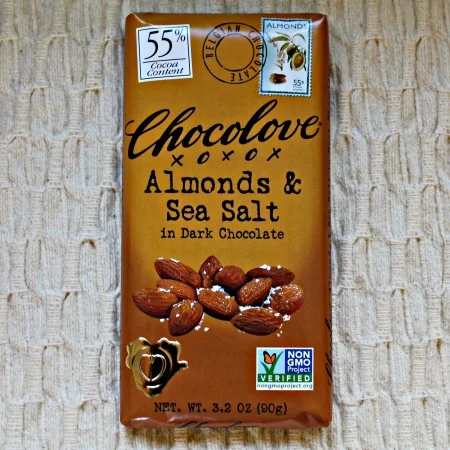 55%
Cocoa
Content
BELGIAN CHOCOLATE
ALMONDS
55%
Chocolove
XOXOX
Almonds &
Sea Salt
in Dark Chocolate
NON
GMO
Project
VERIFIED
nongmoproject.org
NET. WT. 3.2 OZ (90g)